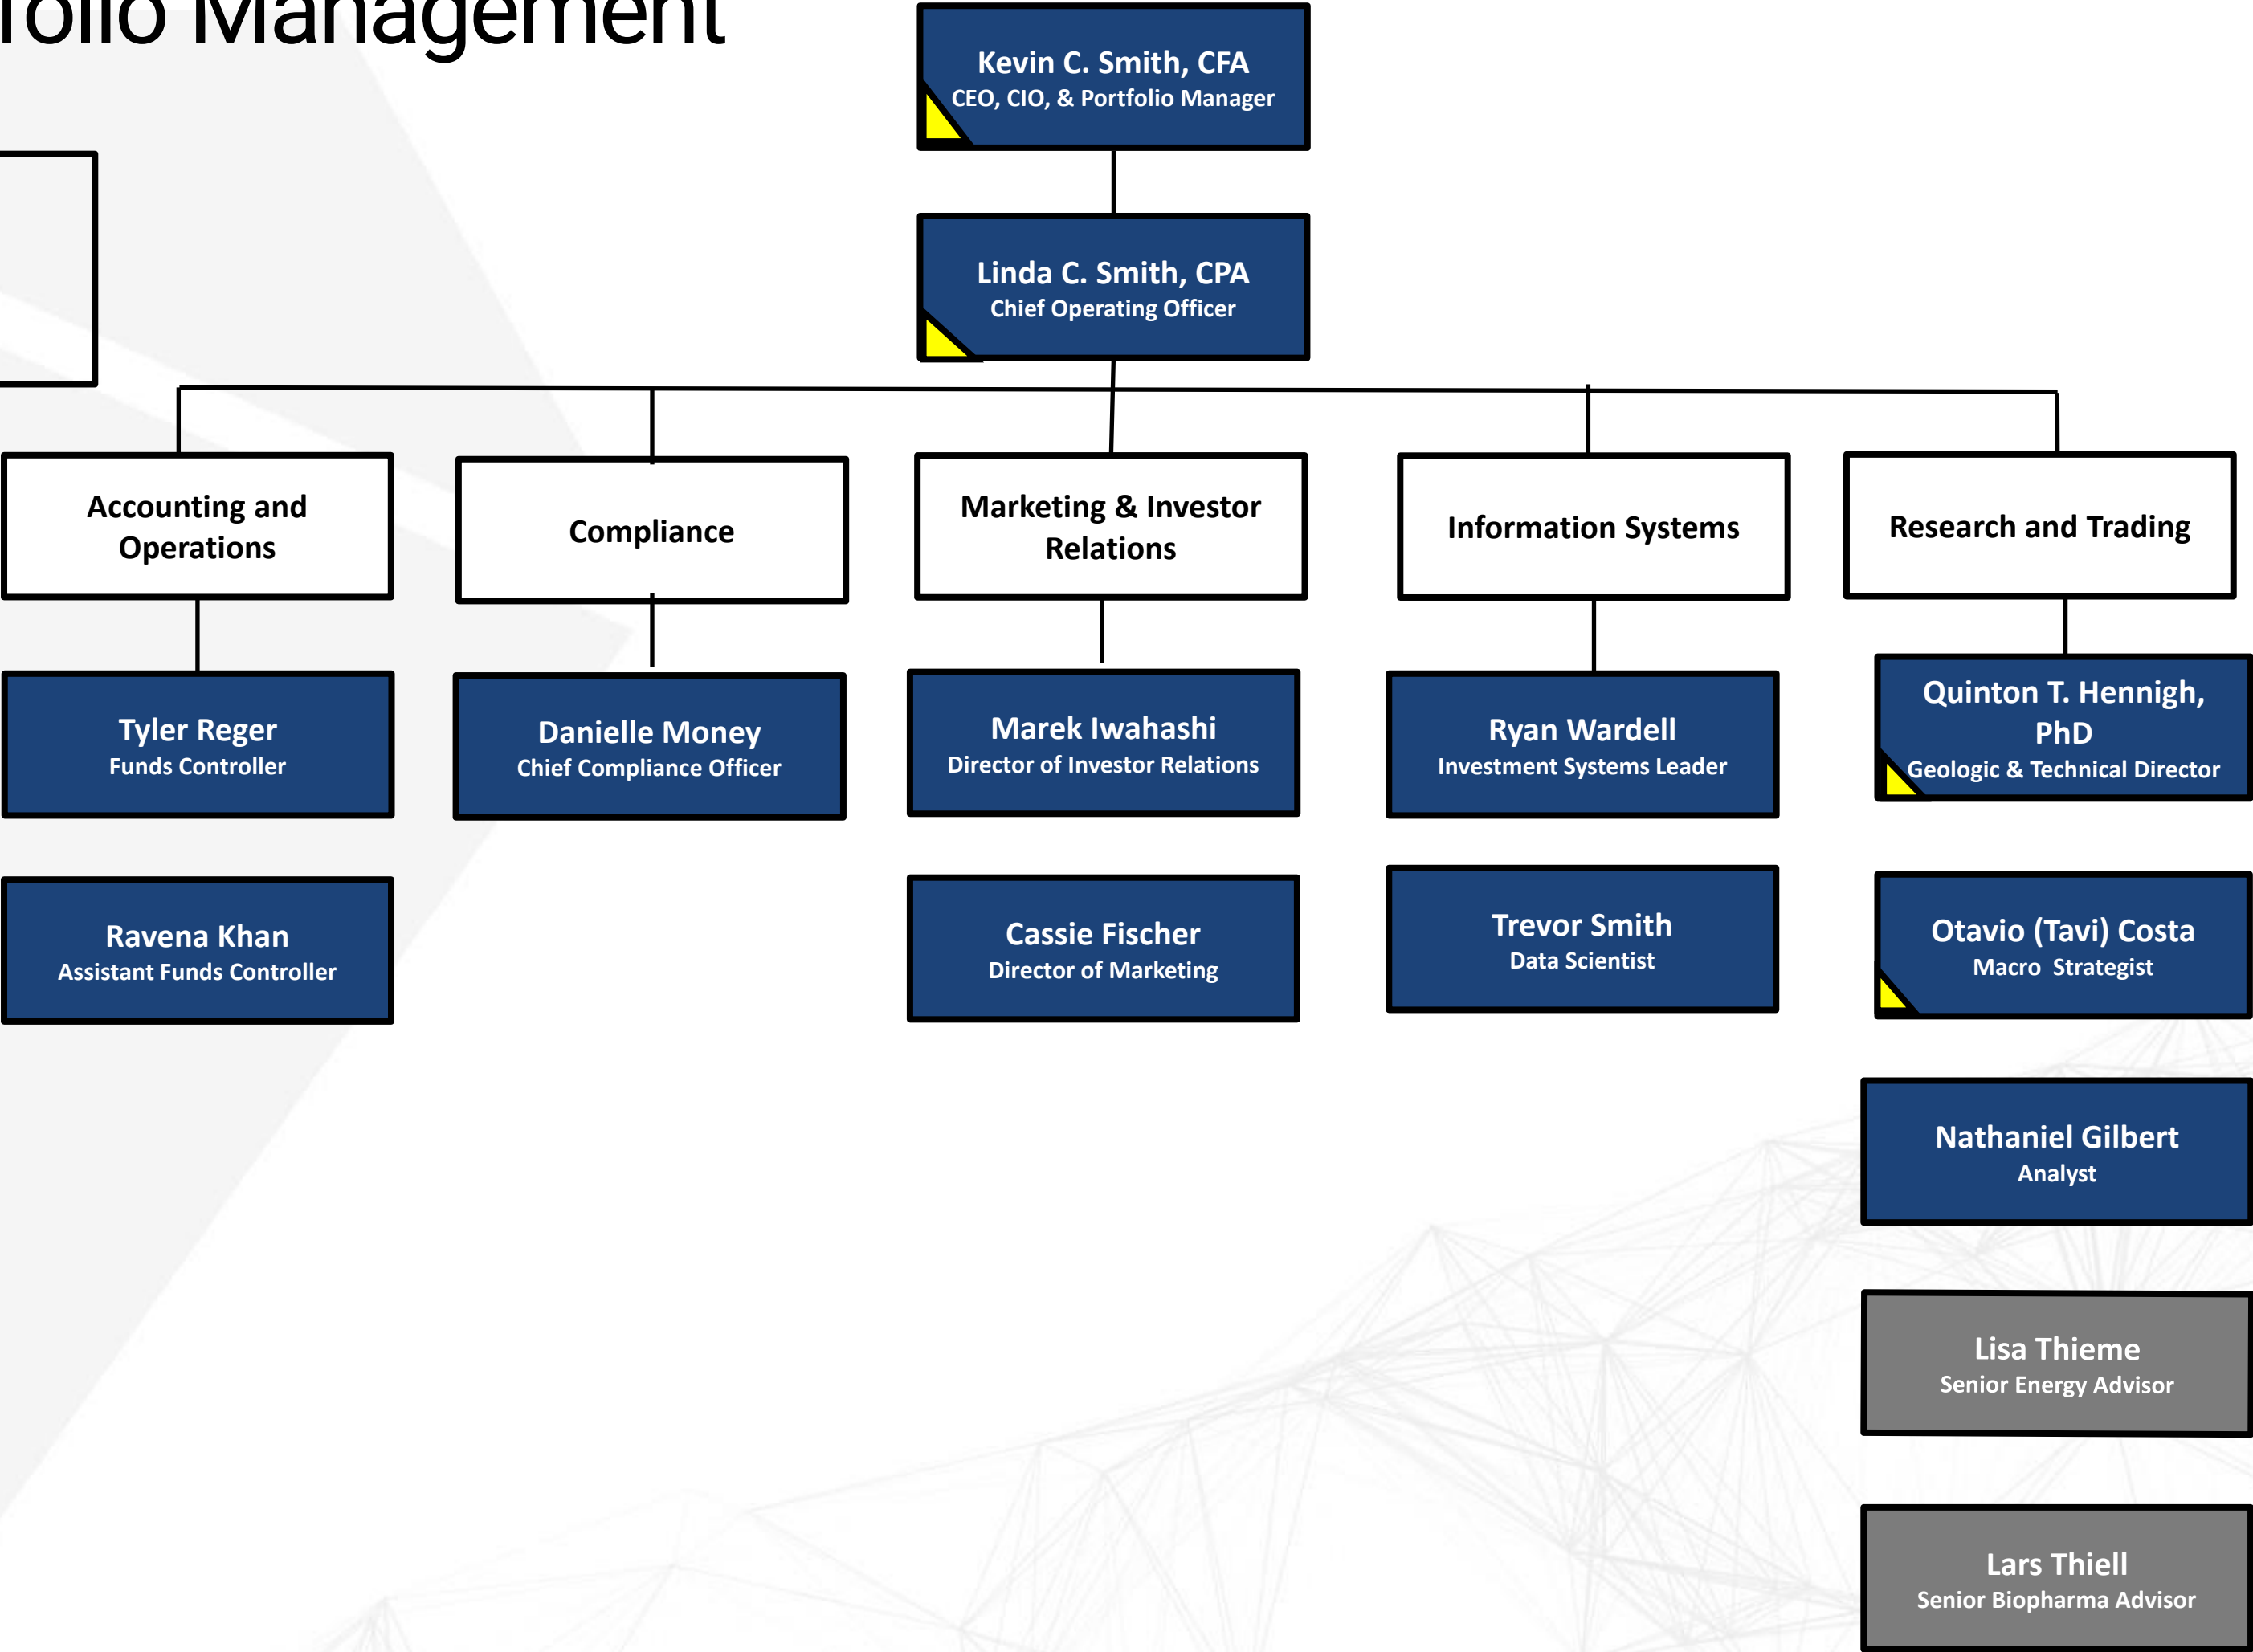 folio Management
Kevin C. Smith, CFA
CEO, CIO, & Portfolio Manager
Linda C. Smith, CPA
Chief Operating Officer
Accounting and
Operations
Compliance
Marketing & Investor
Relations
Information Systems
Research and Trading
Tyler Reger
Funds Controller
Danielle Money
Chief Compliance Officer
Marek Iwahashi
Director of Investor Relations
Ryan Wardell
Investment Systems Leader
Quinton T. Hennigh,
PhD
Geologic & Technical Director
Ravena Khan
Assistant Funds Controller
Cassie Fischer
Director of Marketing
Trevor Smith
Data Scientist
Otavio (Tavi) Costa
Macro Strategist
Nathaniel Gilbert
Analyst
Lisa Thieme
Senior Energy Advisor
Lars Thiell
Senior Biopharma Advisor